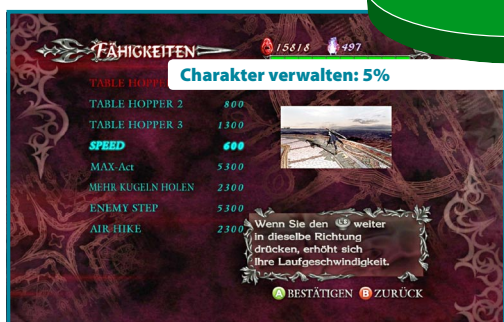 FÄHIGKEITEN
15818
497
Charakter verwalten: 5%
TABLE HOPPE
TABLE HOPPER 2 800
TABLE HOPPER 3 1300
SPEED 600
MAX-Act 5300
MEHR KUGELN HOLEN 2300
ENEMY STEP 5300
AIR HIKE 2300
Wenn Sie den weiter
in dieselbe Richtung
drücken, erhöht sich
Ihre Laufgeschwindigkeit.
A BESTÄTIGEN B ZURÜCK